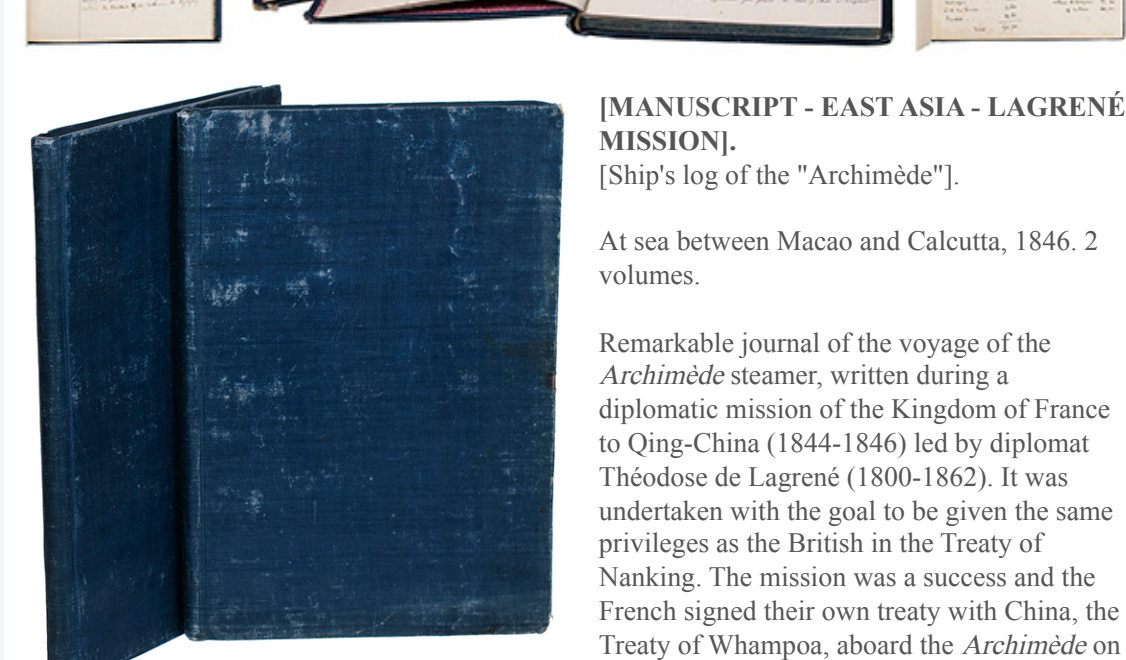 [MANUSCRIPT - EAST ASIA - LAGRENÉ
MISSION].
[Ship's log of the "Archimède"].
At sea between Macao and Calcutta, 1846. 2
volumes.
Remarkable journal of the voyage of the
Archimède steamer, written during a
diplomatic mission of the Kingdom of France
to Qing-China (1844-1846) led by diplomat
Théodose de Lagrené (1800-1862). It was
undertaken with the goal to be given the same
privileges as the British in the Treaty of
Nanking. The mission was a success and the
French signed their own treaty with China, the
Treaty of Whampoa, aboard the Archimède on